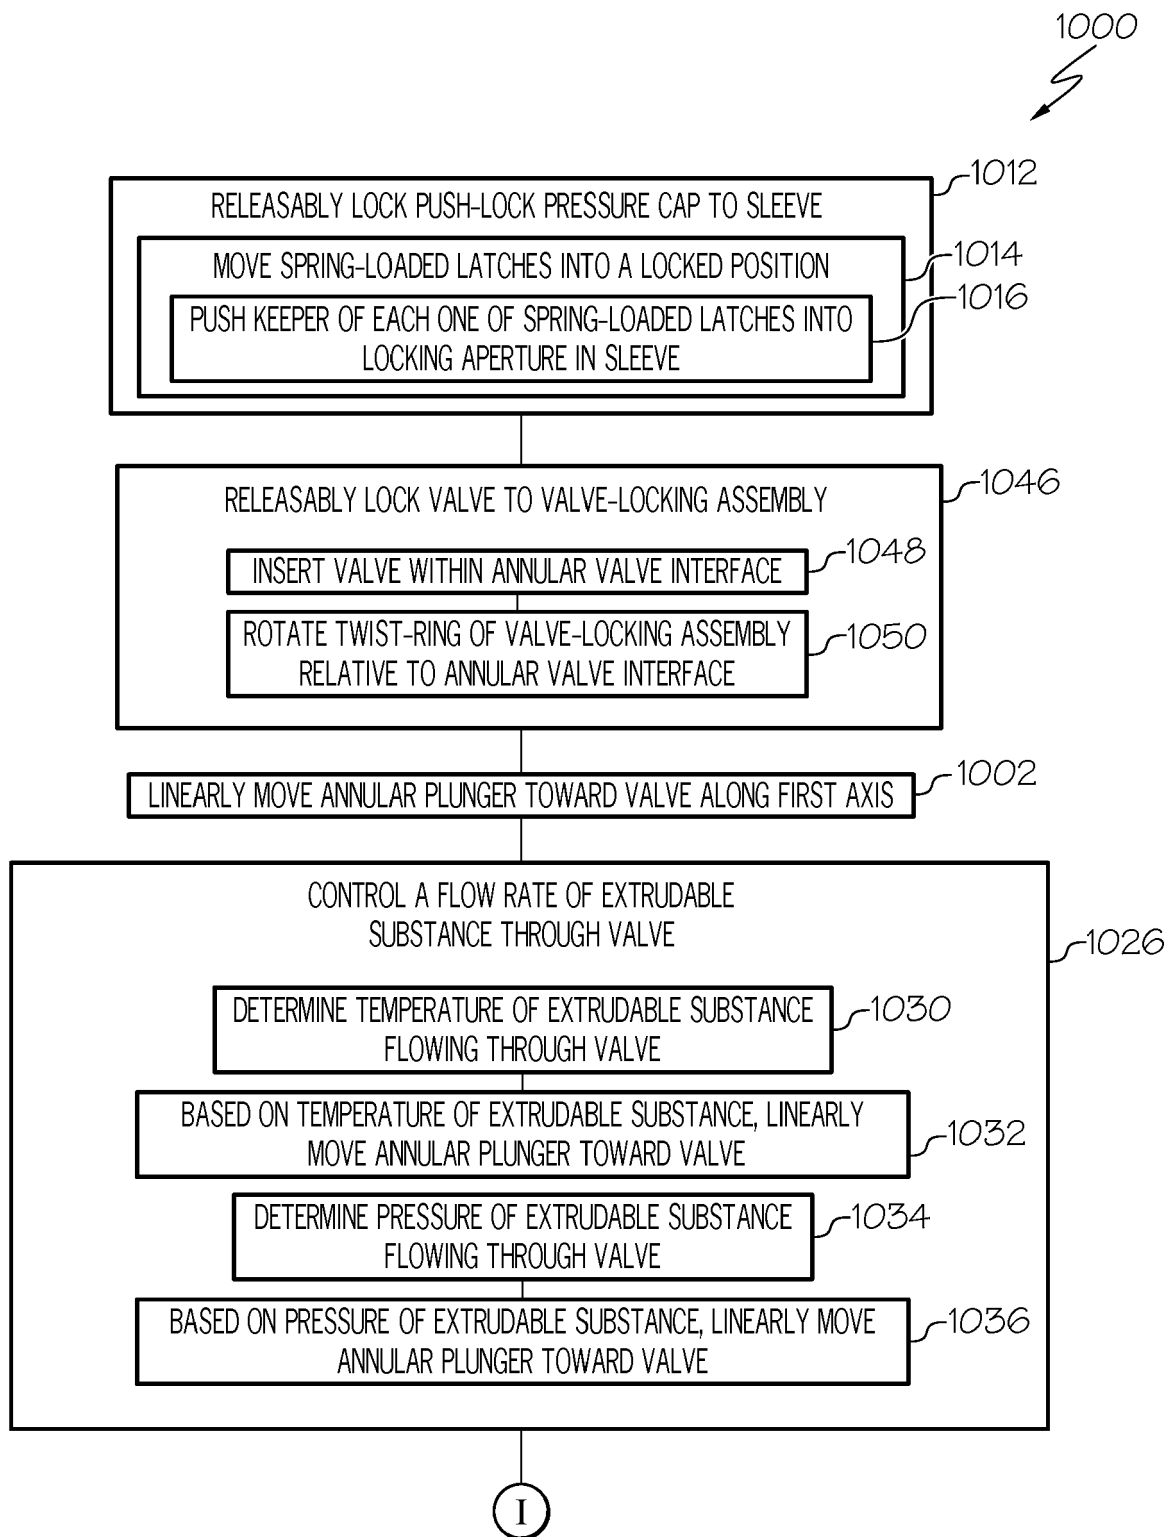 1000
RELEASABLY LOCK PUSH-LOCK PRESSURE CAP TO SLEEVE
1012
MOVE SPRING-LOADED LATCHES INTO A LOCKED POSITION
1014
PUSH KEEPER OF EACH ONE OF SPRING-LOADED LATCHES INTO
LOCKING APERTURE IN SLEEVE
1016
RELEASABLY LOCK VALVE TO VALVE-LOCKING ASSEMBLY
1046
INSERT VALVE WITHIN ANNULAR VALVE INTERFACE
1048
ROTATE TWIST-RING OF VALVE-LOCKING ASSEMBLY
RELATIVE TO ANNULAR VALVE INTERFACE
1050
LINEARLY MOVE ANNULAR PLUNGER TOWARD VALVE ALONG FIRST AXIS
1002
CONTROL A FLOW RATE OF EXTRUDABLE
SUBSTANCE THROUGH VALVE
1026
DETERMINE TEMPERATURE OF EXTRUDABLE SUBSTANCE
FLOWING THROUGH VALVE
1030
BASED ON TEMPERATURE OF EXTRUDABLE SUBSTANCE, LINEARLY
MOVE ANNULAR PLUNGER TOWARD VALVE
1032
DETERMINE PRESSURE OF EXTRUDABLE SUBSTANCE
FLOWING THROUGH VALVE
1034
BASED ON PRESSURE OF EXTRUDABLE SUBSTANCE, LINEARLY MOVE
ANNULAR PLUNGER TOWARD VALVE
1036
I